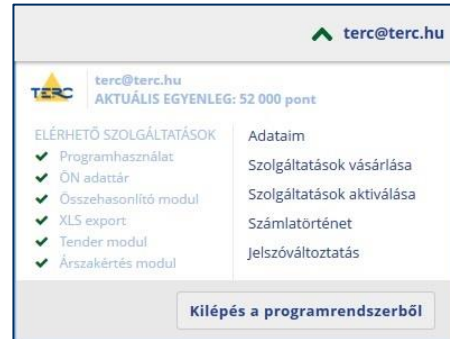 terc@terc.hu
TERC
terc@terc.hu
AKTUÁLIS EGYENLEG: 52 000 pont
ELÉRHETŐ SZOLGÁLTATÁSOK
Programhasználat
ÖN adattár
Összehasonlító modul
XLS export
Tender modul
Árszakértés modul
Adataim
Szolgáltatások vásárlása
Szolgáltatások aktiválása
Számlatörténet
Jelszóváltoztatás
Kilépés a programrendszerből